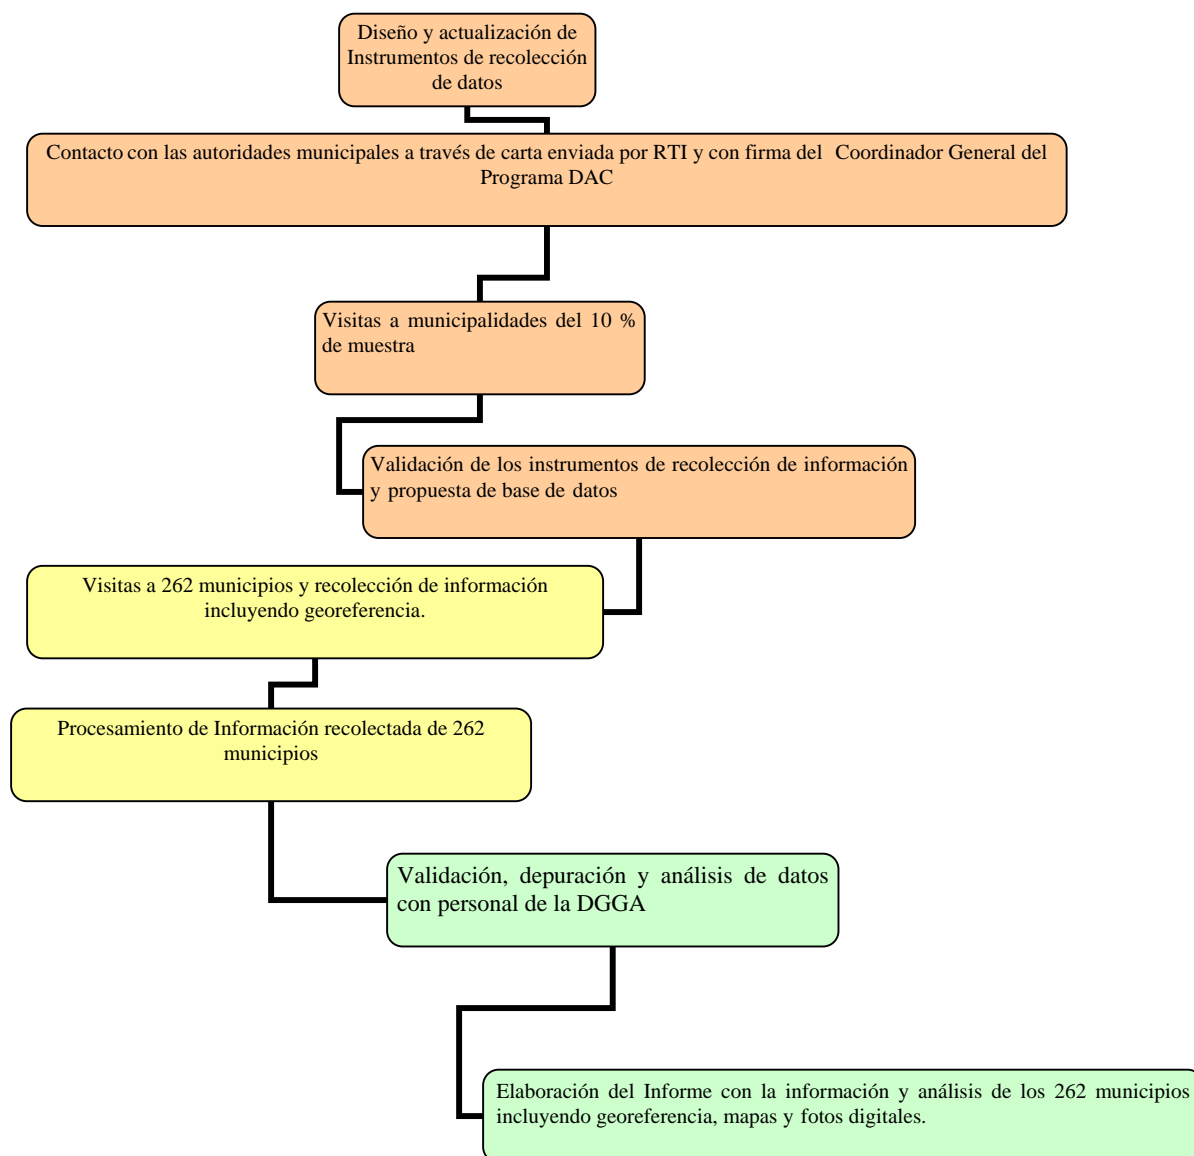 Diseño y actualización de
Instrumentos de recolección
de datos
Contacto con las autoridades municipales a través de carta enviada por RTI y con firma del Coordinador General del
Programa DAC
Visitas a municipalidades del 10 %
de muestra
Validación de los instrumentos de recolección de información
y propuesta de base de datos
Visitas a 262 municipios y recolección de información
incluyendo georeferencia.
Procesamiento de Información recolectada de 262
municipios
Validación, depuración y análisis de datos
con personal de la DGGA
Elaboración del Informe con la información y análisis de los 262 municipios
incluyendo georeferencia, mapas y fotos digitales.